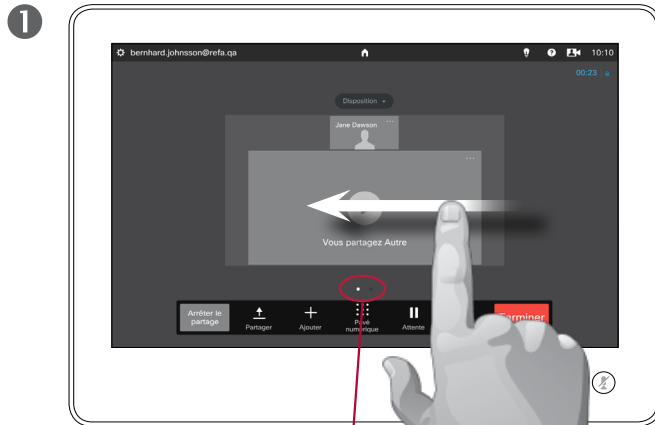 1
bernhard.johnsson@refa.qa
10:10
00:23
Disposition
Jane Dawson
Vous partagez Autre
Arrêter le
partage
Partager
Ajouter
Pavé
numérique
Attente
Terminer